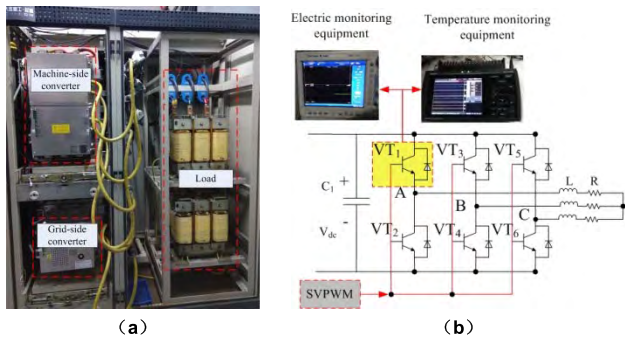 Machine-side
converter
Load
Grid-side
converter
(a)
Electric monitoring
equipment
Temperature monitoring
equipment
VT1
VT3
VT5
C1
+
A
L
R
B
C
Vdc
-
VT2
VT4
VT6
SVPWM
(b)